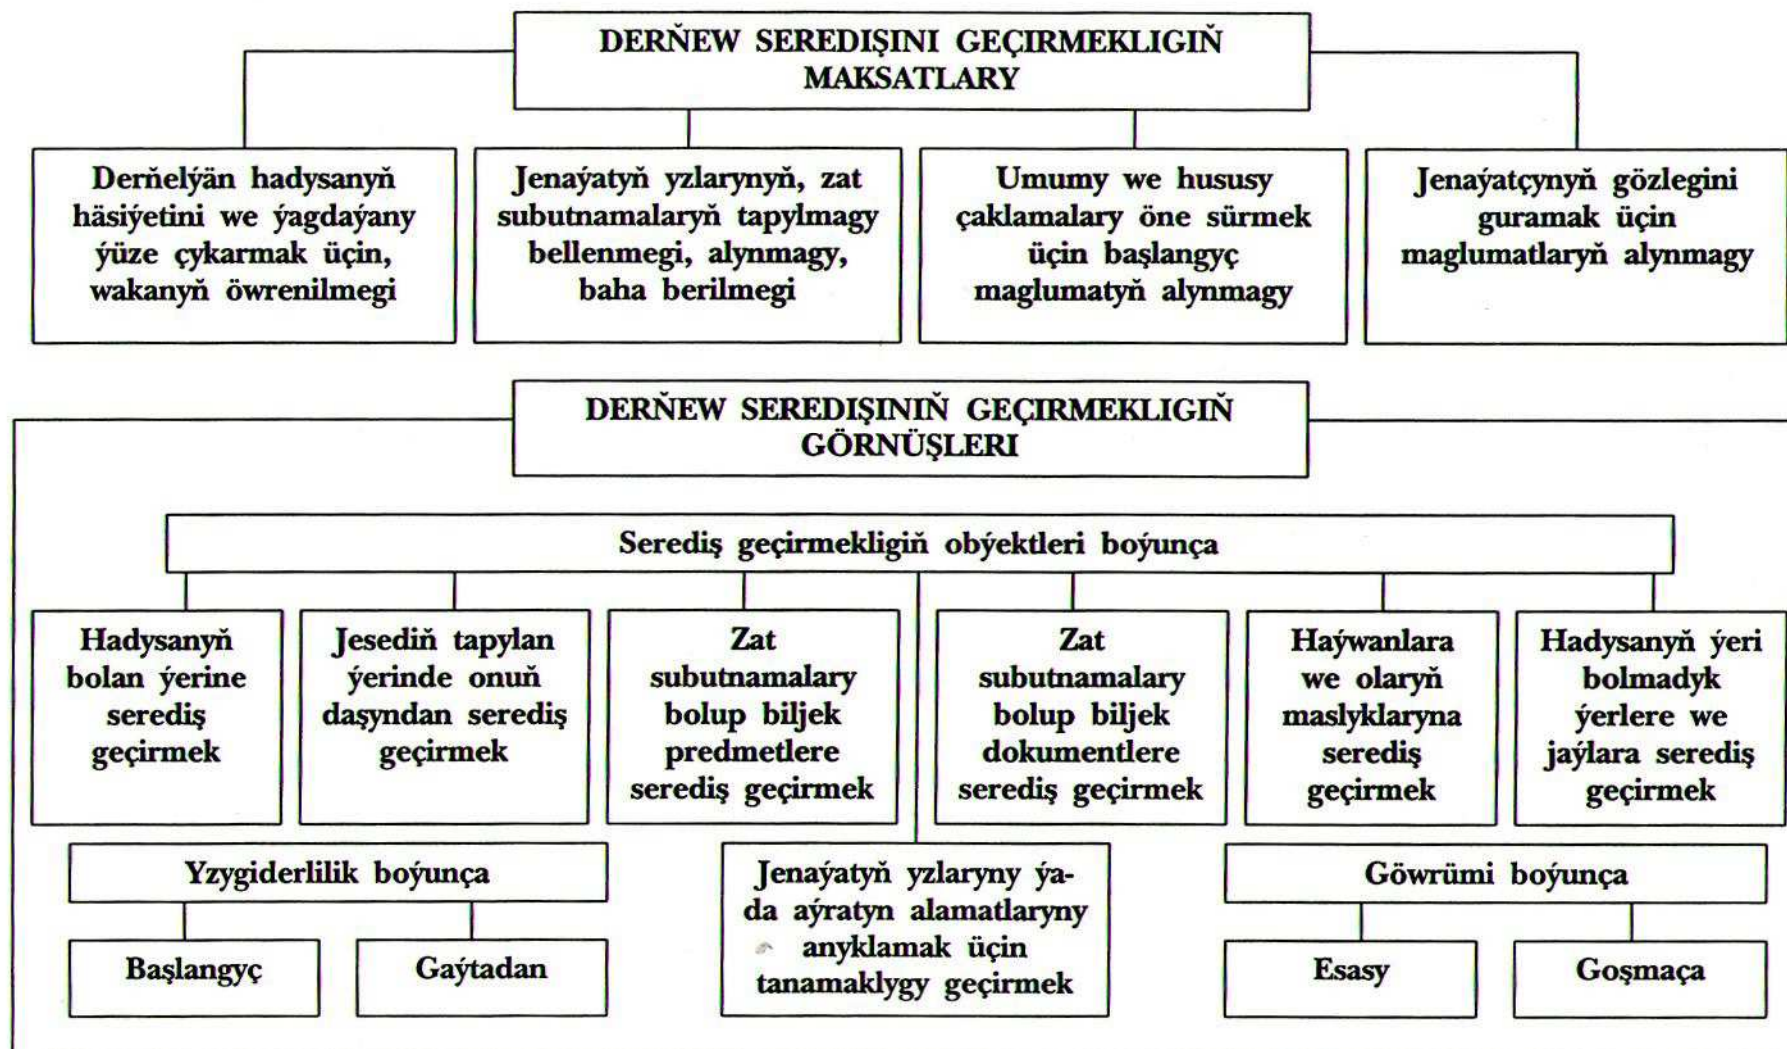 DERŇEW SEREDIŞINI GEÇIRMEKLIGIŇ
MAKSATLARY
Derňelýän hadysanyň
häsiýetini we ýagdaýany
ýüze çykarmak üçin,
wakanyň öwrenilmegi
Jenaýatyň yzlarynyň, zat
subutnamalaryň tapylmagy
bellenmegi, alynmagy,
baha berilmegi
Umumy we hususy
çaklamalary öne sürmek
üçin başlangyç
maglumatyň alynmagy
Jenaýatçynyň gözlegini
guramak üçin
maglumatlaryň alynmagy
DERŇEW SEREDIŞINIŇ GEÇIRMEKLIGIŇ
GÖRNÜŞLERI
Serediş geçirmekligiň obýektleri boýunça
Hadysanyň
bolan ýerine
serediş
geçirmek
Jesediň tapylan
ýerinde onuň
daşyndan serediş
geçirmek
Zat
subutnamalary
bolup biljek
predmetlere
serediş geçirmek
Zat
subutnamalary
bolup biljek
dokumentlere
serediş geçirmek
Haýwanlara
we olaryň
maslyklaryna
serediş
geçirmek
Hadysanyň ýeri
bolmadyk
ýerlere we
jaýlara serediş
geçirmek
Yzygiderlilik boýunça
Başlangyç
Gaýtadan
Jenaýatyň yzlaryny ýa-
da aýratyn alamatlaryny
anyklamak üçin
tanamaklygy geçirmek
Göwrümi boýunça
Esasy
Goşmaça